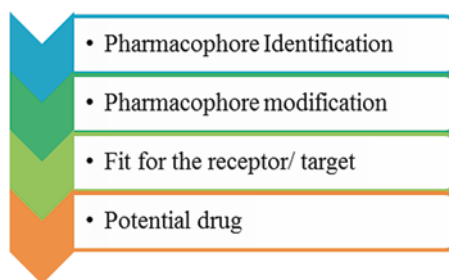 • Pharmacophore Identification
• Pharmacophore modification
• Fit for the receptor/ target
• Potential drug